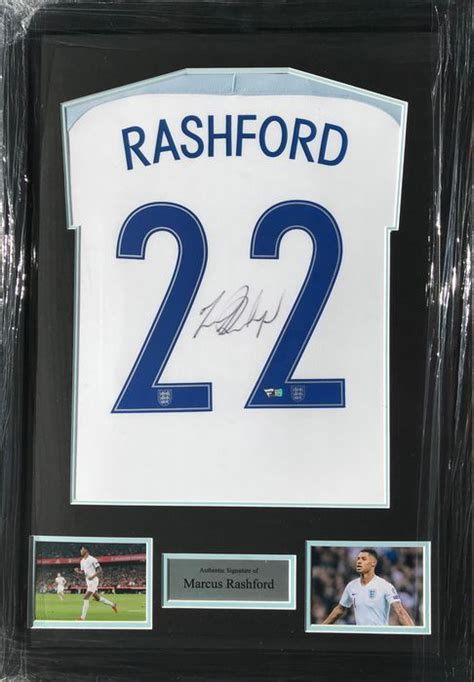 RASHFORD
22
Authentic Signature of
Marcus Rashford